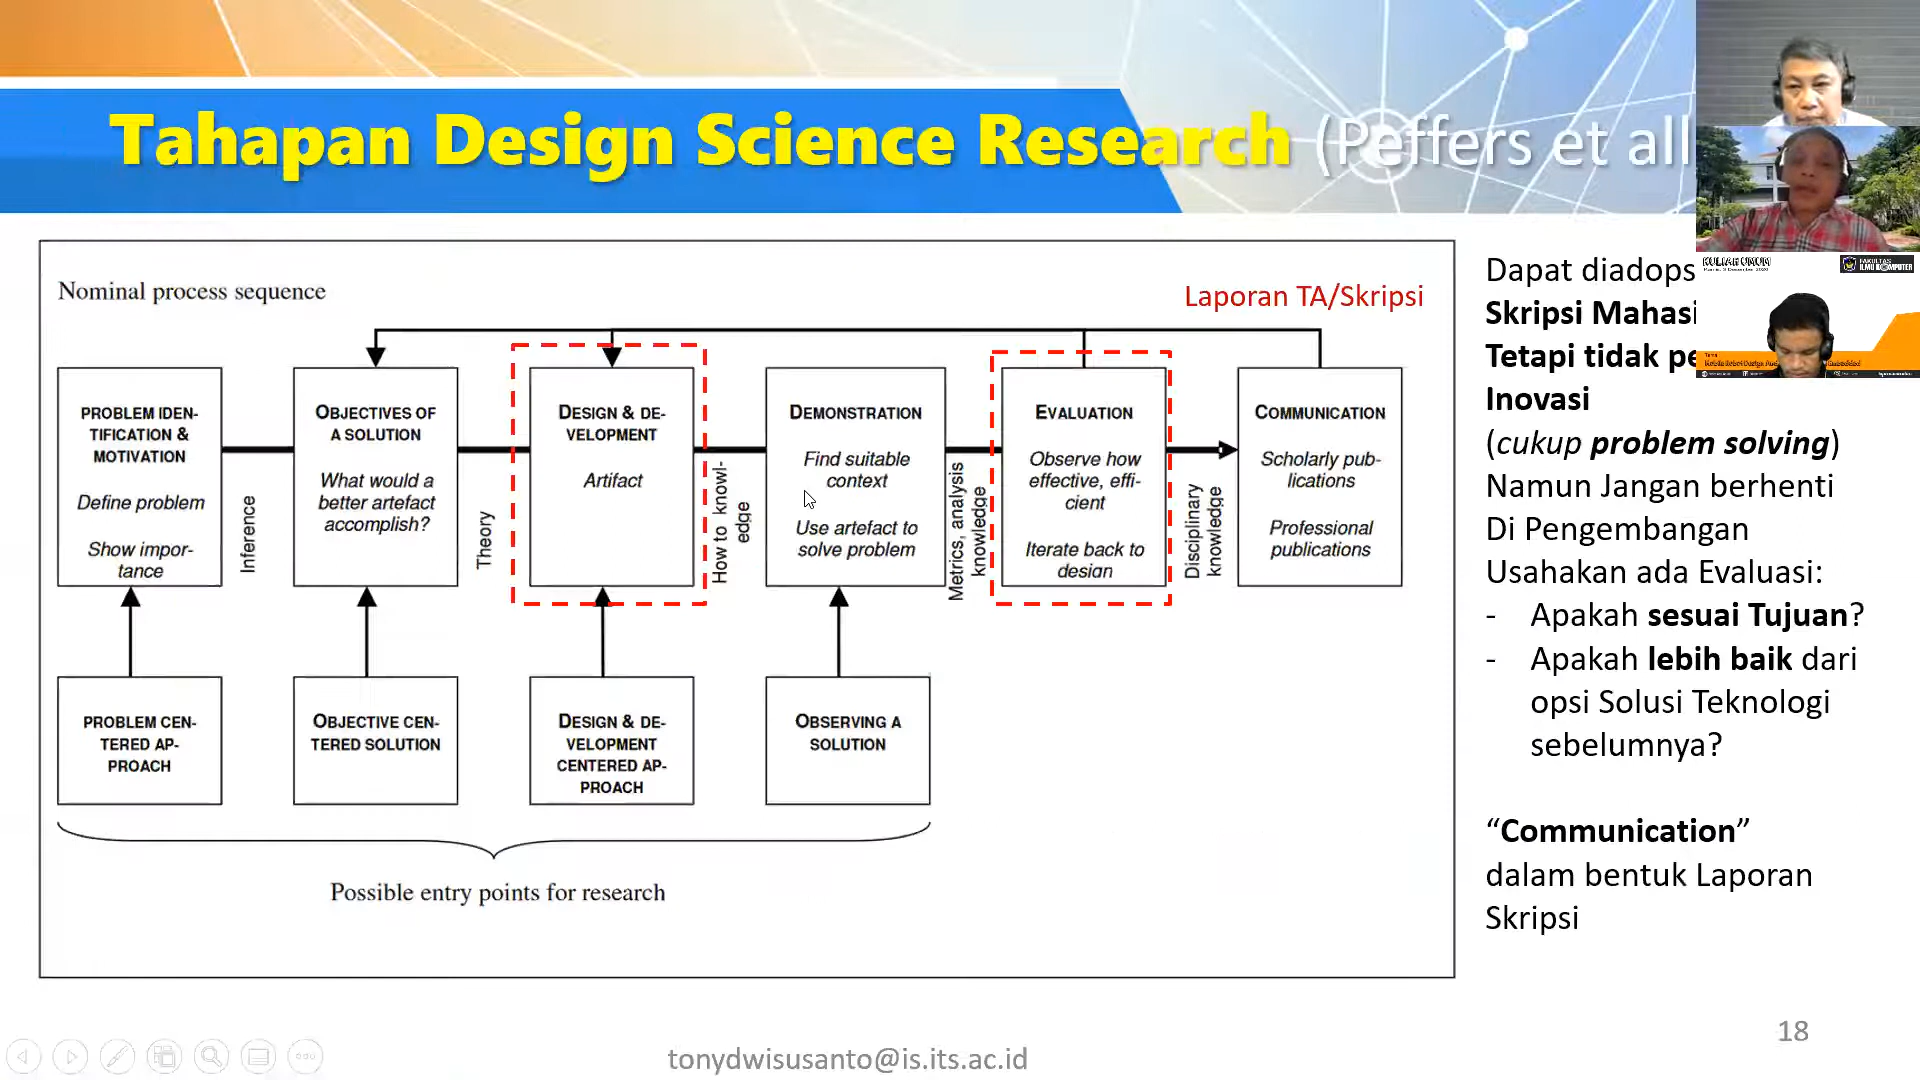 Tahapan Design Science Research (Peffers et all
Nominal process sequence
Laporan TA/Skripsi
PROBLEM IDEN-
TIFICATION &
MOTIVATION
Define problem
Show impor-
tance
Inference
OBJECTIVES OF
A SOLUTION
What would a
better artefact
accomplish?
Theory
DESIGN & DE-
VELOPMENT
Artifact
How to knowl-
edge
DEMONSTRATION
Find suitable
context
Use artefact to
solve problem
Metrics, analysis
knowledge
EVALUATION
Observe how
effective, effi-
cient
Iterate back to
design
Disciplinary
knowledge
COMMUNICATION
Scholarly pub-
lications
Professional
publications
PROBLEM CEN-
TERED AP-
PROACH
OBJECTIVE CEN-
TERED SOLUTION
DESIGN & DE-
VELOPMENT
CENTERED AP-
PROACH
OBSERVING A
SOLUTION
Possible entry points for research
Dapat diadops
Skripsi Mahasi
Tetapi tidak pe
Inovasi
(cukup problem solving)
Namun Jangan berhenti
Di Pengembangan
Usahakan ada Evaluasi:
- Apakah sesuai Tujuan?
- Apakah lebih baik dari
opsi Solusi Teknologi
sebelumnya?
"Communication"
dalam bentuk Laporan
Skripsi
KULIAH UMUM
FAKULTAS
ILMU KOMPUTER
tonydwisusanto@is.its.ac.id
18